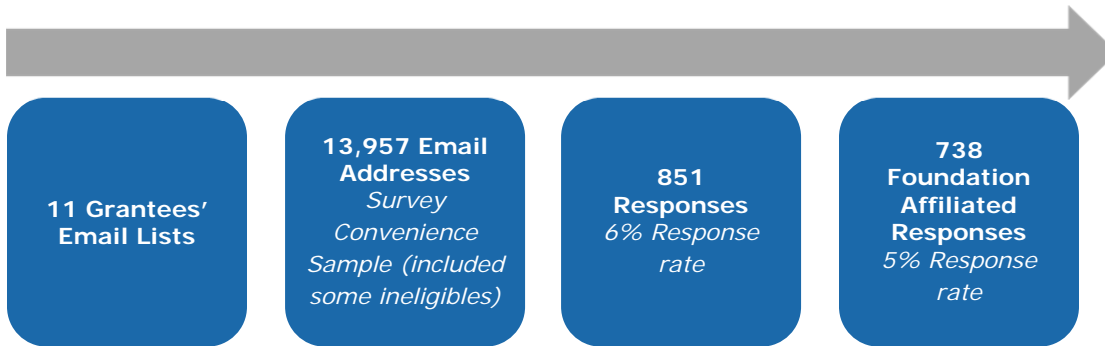 11 Grantees’
Email Lists
13,957 Email
Addresses
Survey
Convenience
Sample (included
some ineligibles)
851
Responses
6% Response
rate
738
Foundation
Affiliated
Responses
5% Response
rate